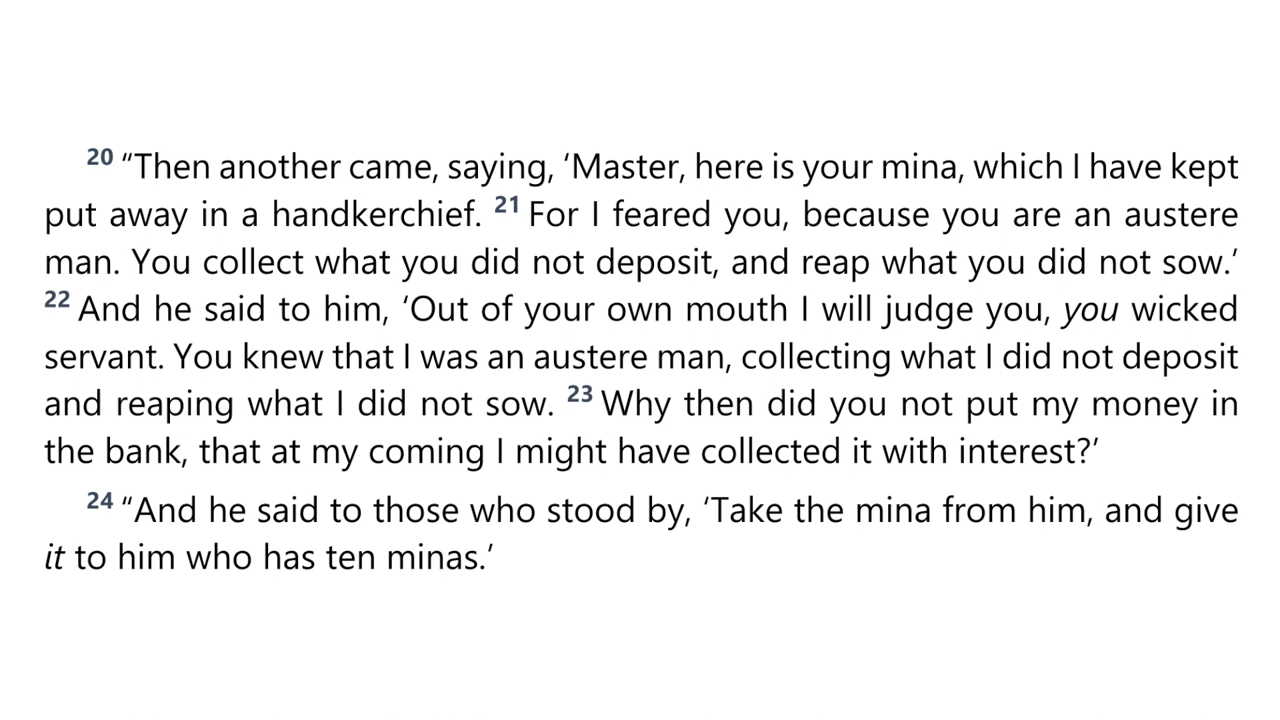 20 “Then another came, saying, ‘Master, here is your mina, which I have kept
put away in a handkerchief. 21 For I feared you, because you are an austere
man. You collect what you did not deposit, and reap what you did not sow.’
22 And he said to him, ‘Out of your own mouth I will judge you, you wicked
servant. You knew that I was an austere man, collecting what I did not deposit
and reaping what I did not sow. 23 Why then did you not put my money in
the bank, that at my coming I might have collected it with interest?’
24 “And he said to those who stood by, ‘Take the mina from him, and give
it to him who has ten minas.’